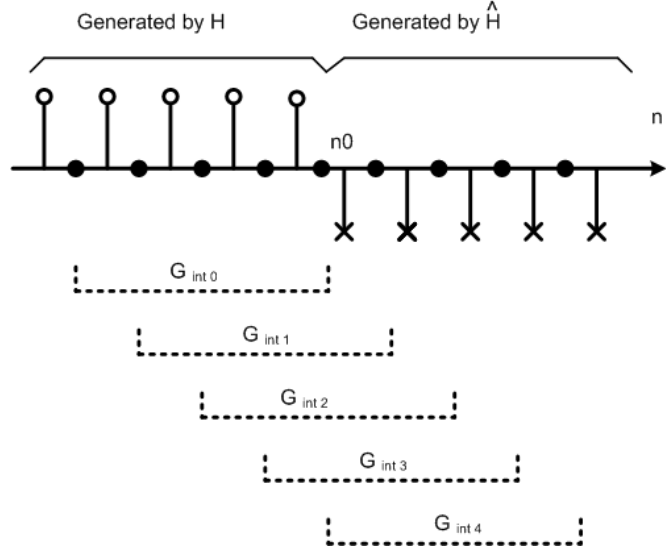 Generated by H
Generated by Ĥ
n
n0
G int 0
G int 1
G int 2
G int 3
G int 4